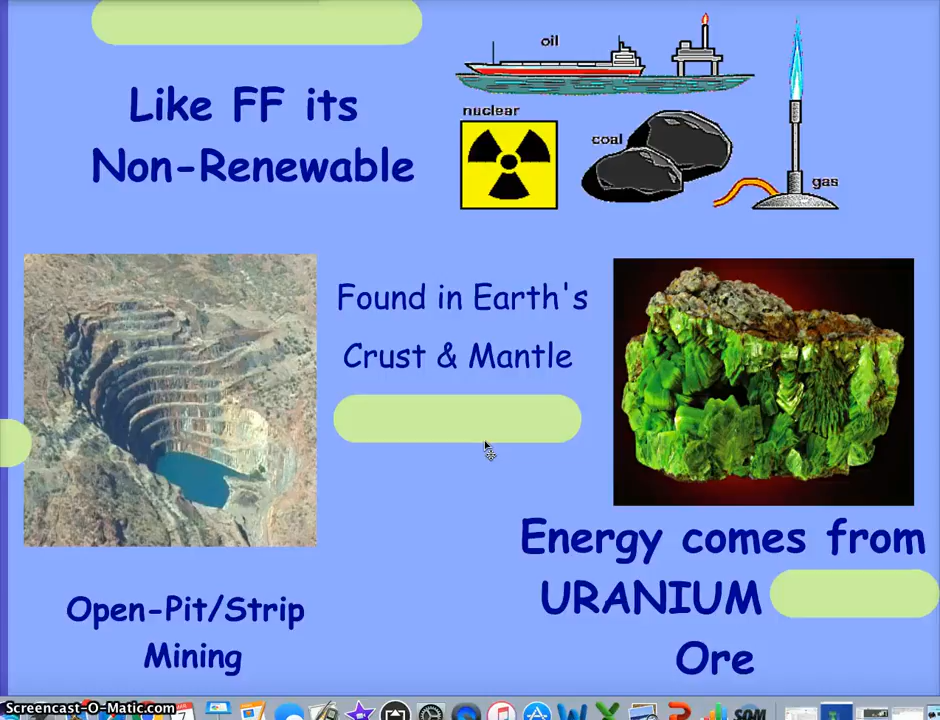 oil
Like FF its
Non-Renewable
nuclear
coal
gas
Found in Earth's
Crust & Mantle
Energy comes from
URANIUM
Ore
Open-Pit/Strip
Mining
Screencast-O-Matic.com
SOM